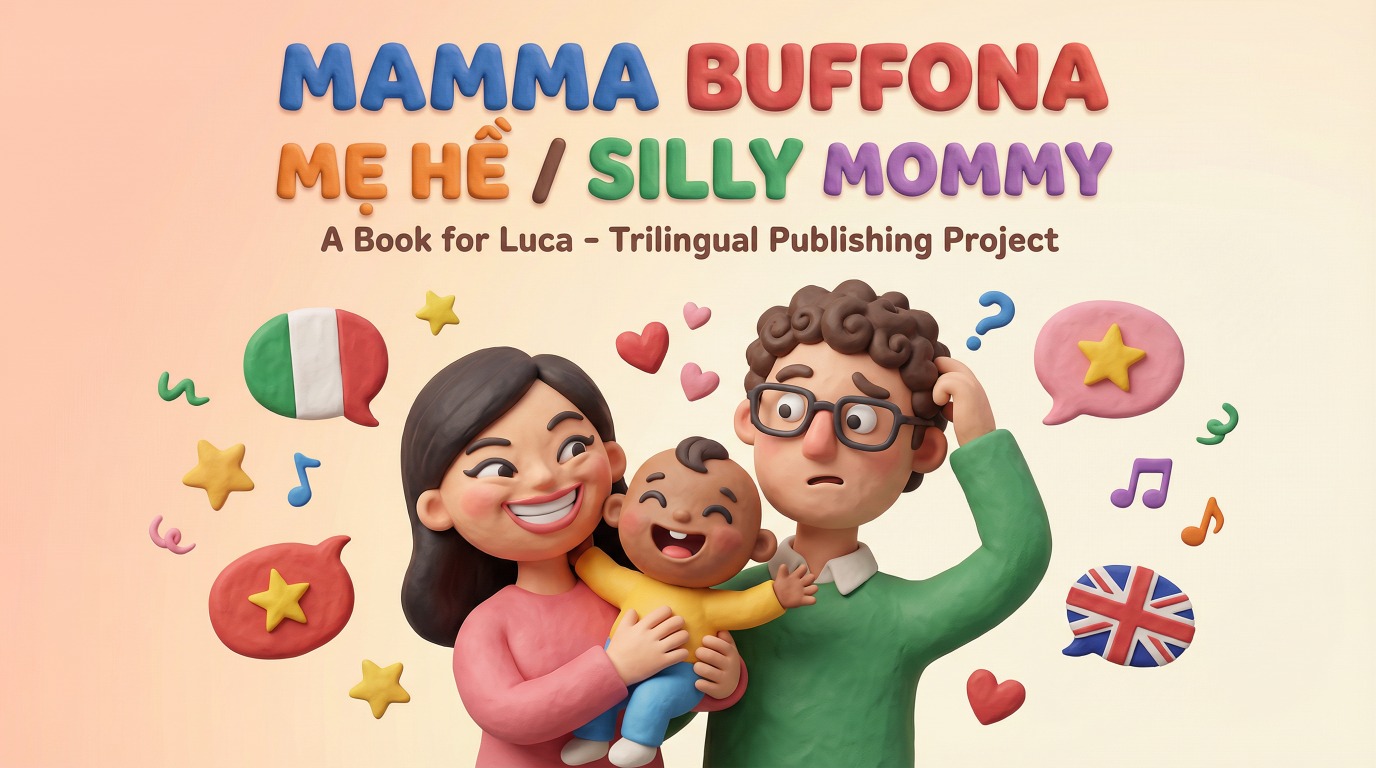 MAMMA BUFFONA
MẸ HỀ / SILLY MOMMY
A Book for Luca - Trilingual Publishing Project
?